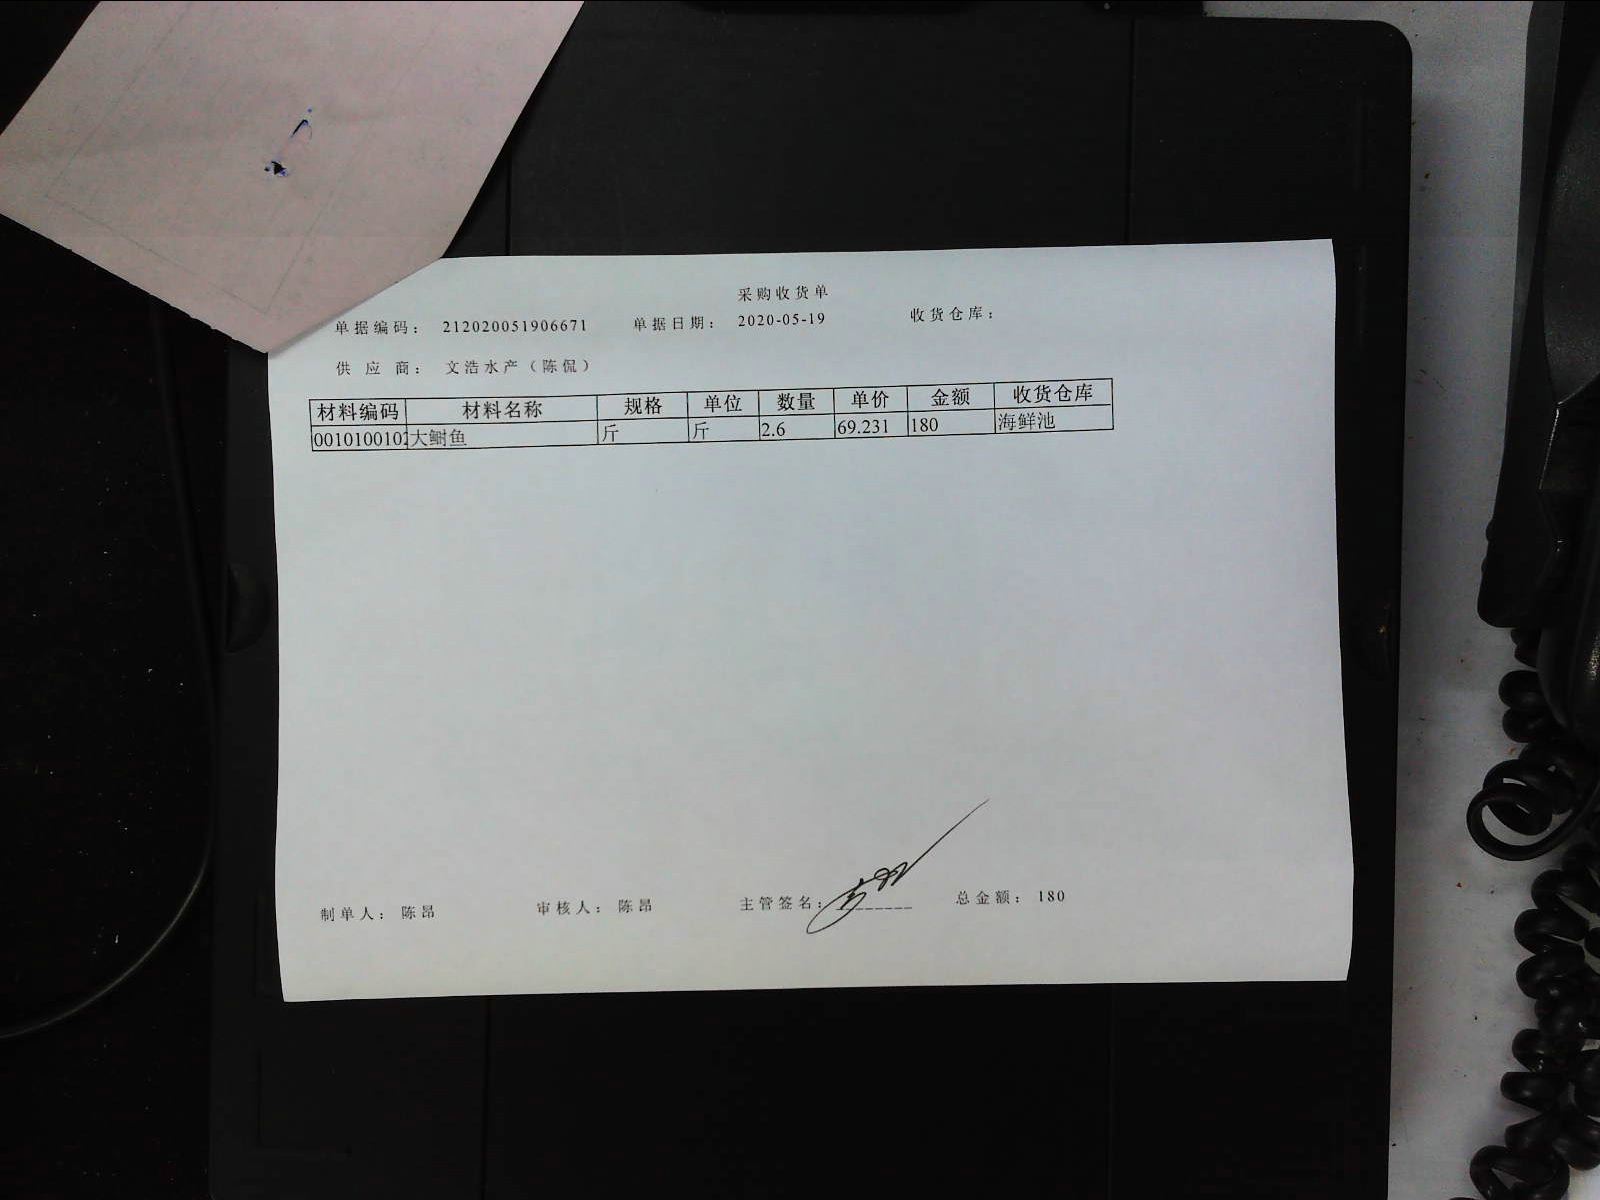 采购收货单
单据编码： 212020051906671 单据日期： 2020-05-19 收货仓库：
供应商： 文浩水产（陈侃）
材料编码 材料名称 规格 单位 数量 单价 金额 收货仓库
0010100102 大鲥鱼 斤 斤 2.6 69.231 180 海鲜池
制单人： 陈昂 审核人： 陈昂 主管签名： 总金额： 180